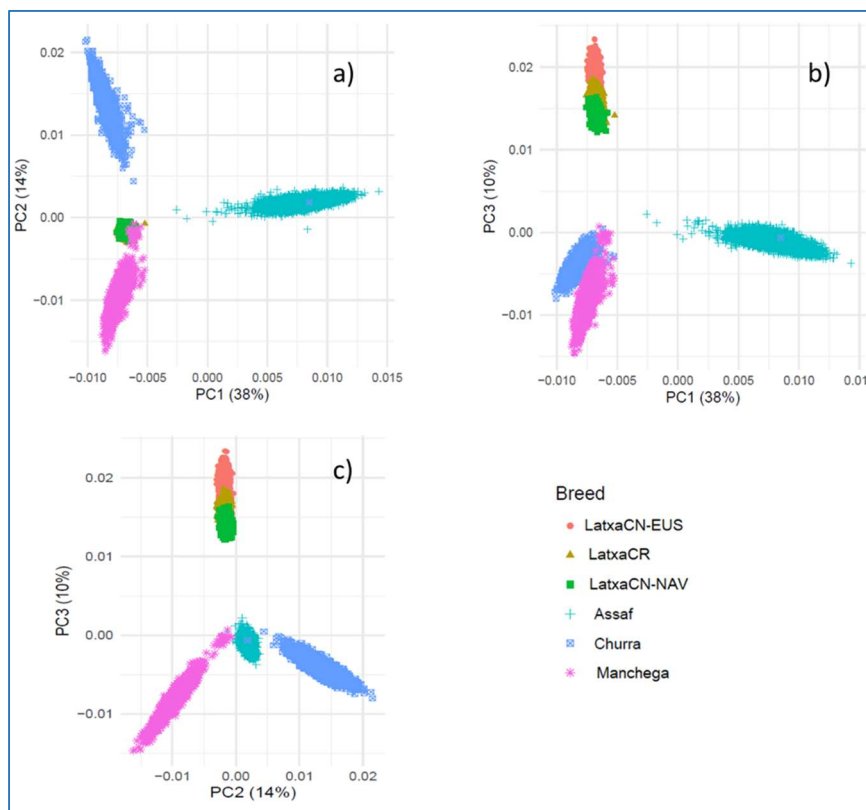 a)
0.02
0.01
0.00
−0.01
PC2 (14%)
−0.010
−0.005
0.000
0.005
0.010
0.015
PC1 (38%)
b)
0.02
0.01
0.00
−0.01
PC3 (10%)
−0.010
−0.005
0.000
0.005
0.010
0.01
PC1 (38%)
c)
0.02
0.01
0.00
−0.01
PC3 (10%)
−0.01
0.00
0.01
0.02
PC2 (14%)
Breed
LatxaCN-EUS
LatxaCR
LatxaCN-NAV
Assaf
Churra
Manchega